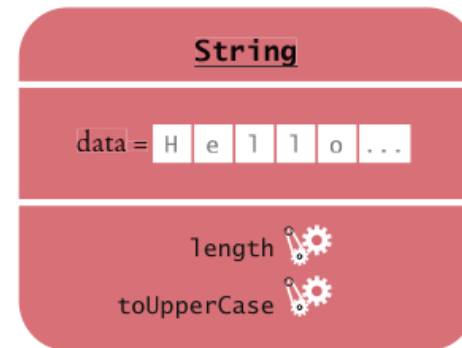 String
data = H e l l o ...
length
toUpperCase